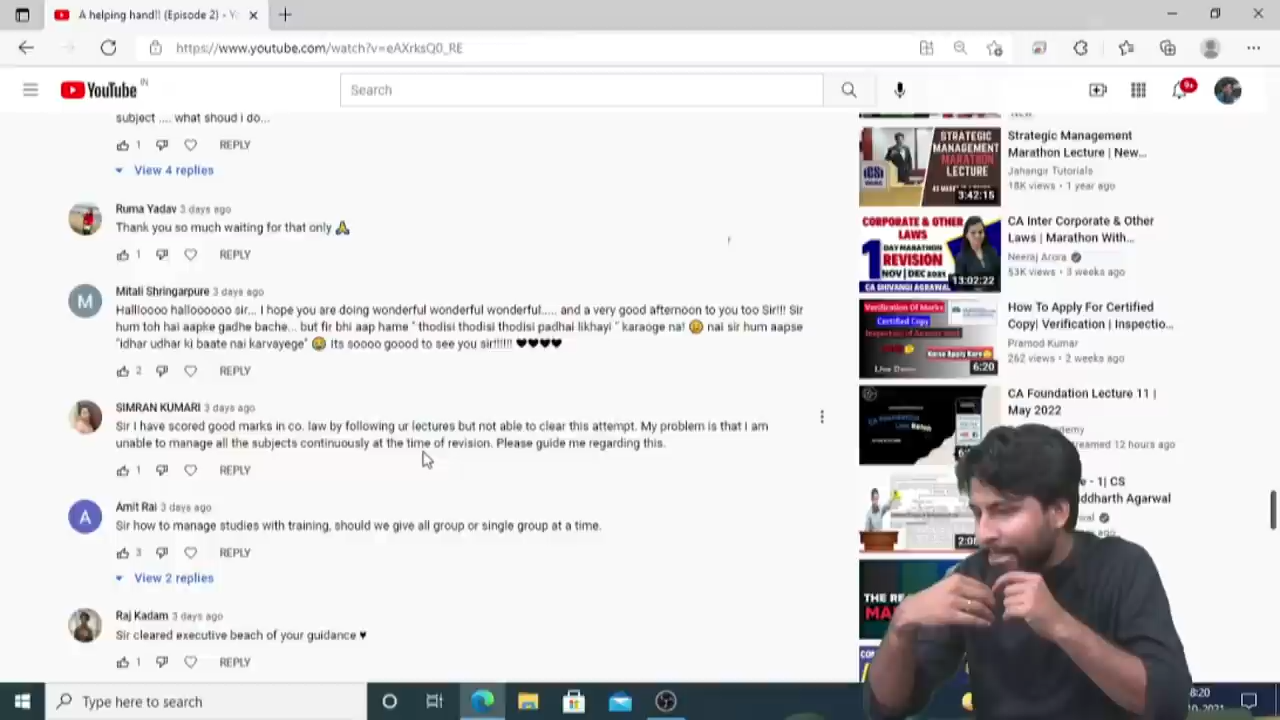 A helping hand!! (Episode 2) - Yo
https://www.youtube.com/watch?v=eAXrksQ0_RE
YouTube IN
Search
9+
subject .... what shoud i do...
1 REPLY
View 4 replies
Ruma Yadav 3 days ago
Thank you so much waiting for that only 🙏
1 REPLY
Mitali Shringarpure 3 days ago
sir... I hope you are doing wonderful wonderful wonderful..... and a very good afternoon to you too Sir!!! Sir
hum toh hai aapke gadhe bache... but fir bhi aap hame " thodisi thodisi thodisi padhai likhayi " karaoge na! nai sir hum aapse
"idhar udhar ki baate nai karvayege" its soooo goood to see you sir!!!!!! ♥♥♥♥
2 REPLY
SIMRAN KUMARI 3 days ago
Sir I have scored good marks in co. law by following ur lectures but not able to clear this attempt. My problem is that I am
unable to manage all the subjects continuously at the time of revision. Please guide me regarding this.
1 REPLY
Amit Rai 3 days ago
Sir how to manage studies with training, should we give all group or single group at a time.
3 REPLY
View 2 replies
Raj Kadam 3 days ago
Sir cleared executive beach of your guidance ♥
1 REPLY
STRATEGIC
MANAGEMENT
MARATHON
LECTURE
3:42:15
Strategic Management
Marathon Lecture | New...
Jahangir Tutorials
18K views • 1 year ago
CORPORATE & OTHER
LAWS
1 DAY MARATHON
REVISION
NOV | DEC 2021
CA SHIVANGI AGRAWAL
13:02:22
CA Inter Corporate & Other
Laws | Marathon With...
Neeraj Arora
53K views • 3 weeks ago
Verification Of Marks
Certified Copy
Inspection of Answer book
Kaise Apply Kare
Live Demo
6:20
How To Apply For Certified
Copy| Verification | Inspectio...
Pramod Kumar
262 views • 2 weeks ago
CA Foundation Lecture 11 |
May 2022
streamed 12 hours ago
- 1| CS
ddharth Agarwal
THE RE
MA
Type here to search